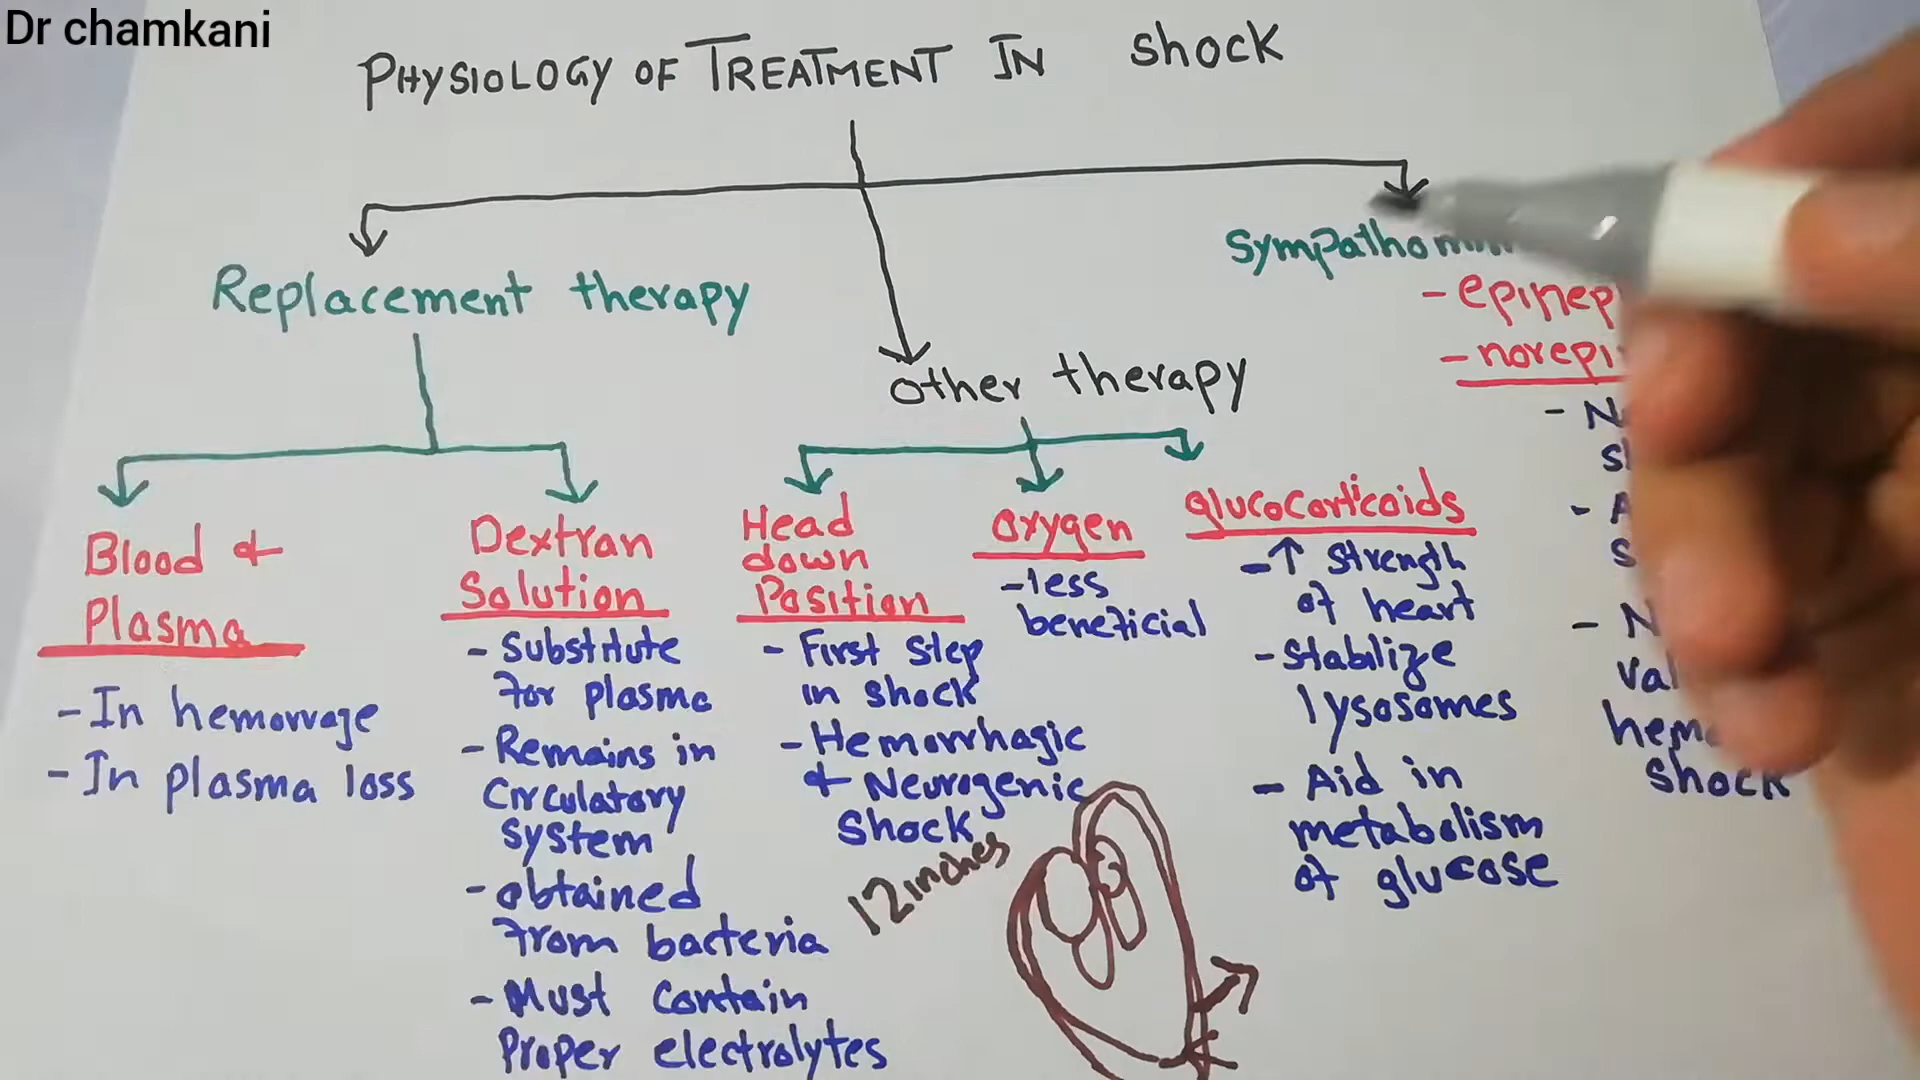 Dr chamkani
PHYSIOLOGY OF TREATMENT IN SHOCK
Replacement therapy
Blood &
Plasma
- In hemorrage
- In plasma loss
Dextran
Solution
- Substitute
for plasma
- Remains in
Circulatory
system
- obtained
from bacteria
- Must contain
Proper electrolytes
Other therapy
Head
down
Position
- First step
in shock
- Hemorrhagic
& Neurogenic
Shock
12 inches
oxygen
- less
beneficial
glucocorticoids
- ↑ strength
of heart
- stabilize
lysosomes
- Aid in
metabolism
of glucose
shock